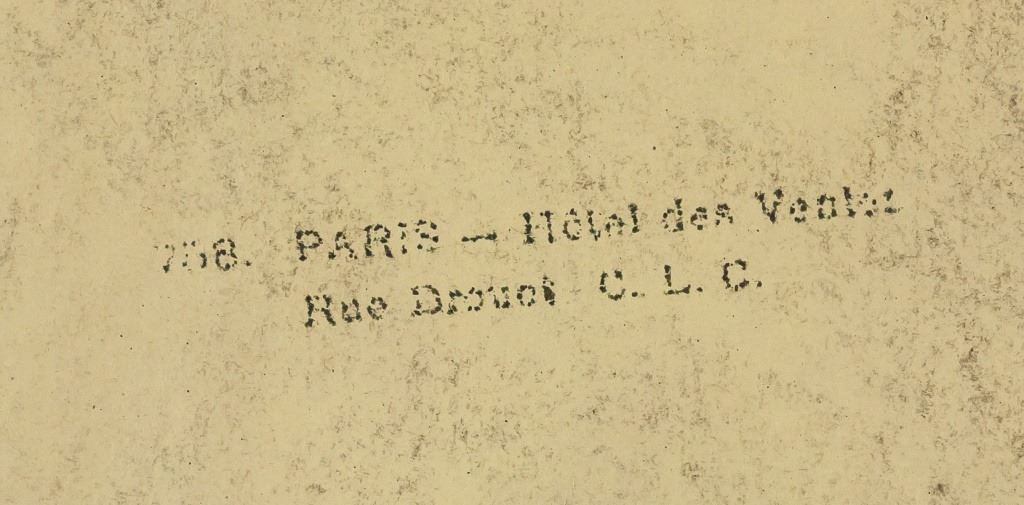 758. PARIS — Hôtel des Ventes
Rue Drouot C. L. C.